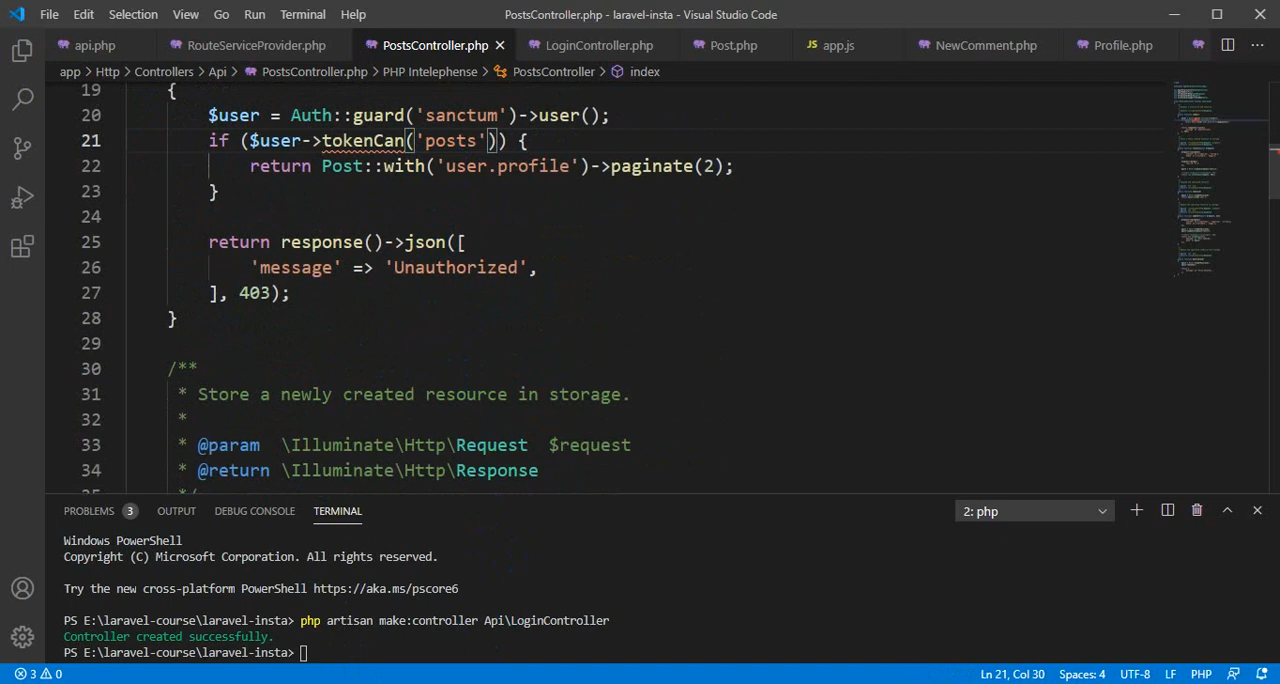 File Edit Selection View Go Run Terminal Help PostsController.php - laravel-insta - Visual Studio Code
api.php RouteServiceProvider.php PostsController.php LoginController.php Post.php JS app.js NewComment.php Profile.php
app > Http > Controllers > Api > PostsController.php > PHP Intelephense > PostsController > index
19 {
20 $user = Auth::guard('sanctum')->user();
21 if ($user->tokenCan('posts')) {
22 return Post::with('user.profile')->paginate(2);
23 }
24
25 return response()->json([
26 'message' => 'Unauthorized',
27 ], 403);
28 }
29
30 /**
31 * Store a newly created resource in storage.
32 *
33 * @param  \Illuminate\Http\Request  $request
34 * @return \Illuminate\Http\Response
35 */
PROBLEMS 3 OUTPUT DEBUG CONSOLE TERMINAL 2: php
Windows PowerShell
Copyright (C) Microsoft Corporation. All rights reserved.
Try the new cross-platform PowerShell https://aka.ms/pscore6
PS E:\laravel-course\laravel-insta> php artisan make:controller Api\LoginController
Controller created successfully.
PS E:\laravel-course\laravel-insta>
3 0 Ln 21, Col 30 Spaces: 4 UTF-8 LF PHP